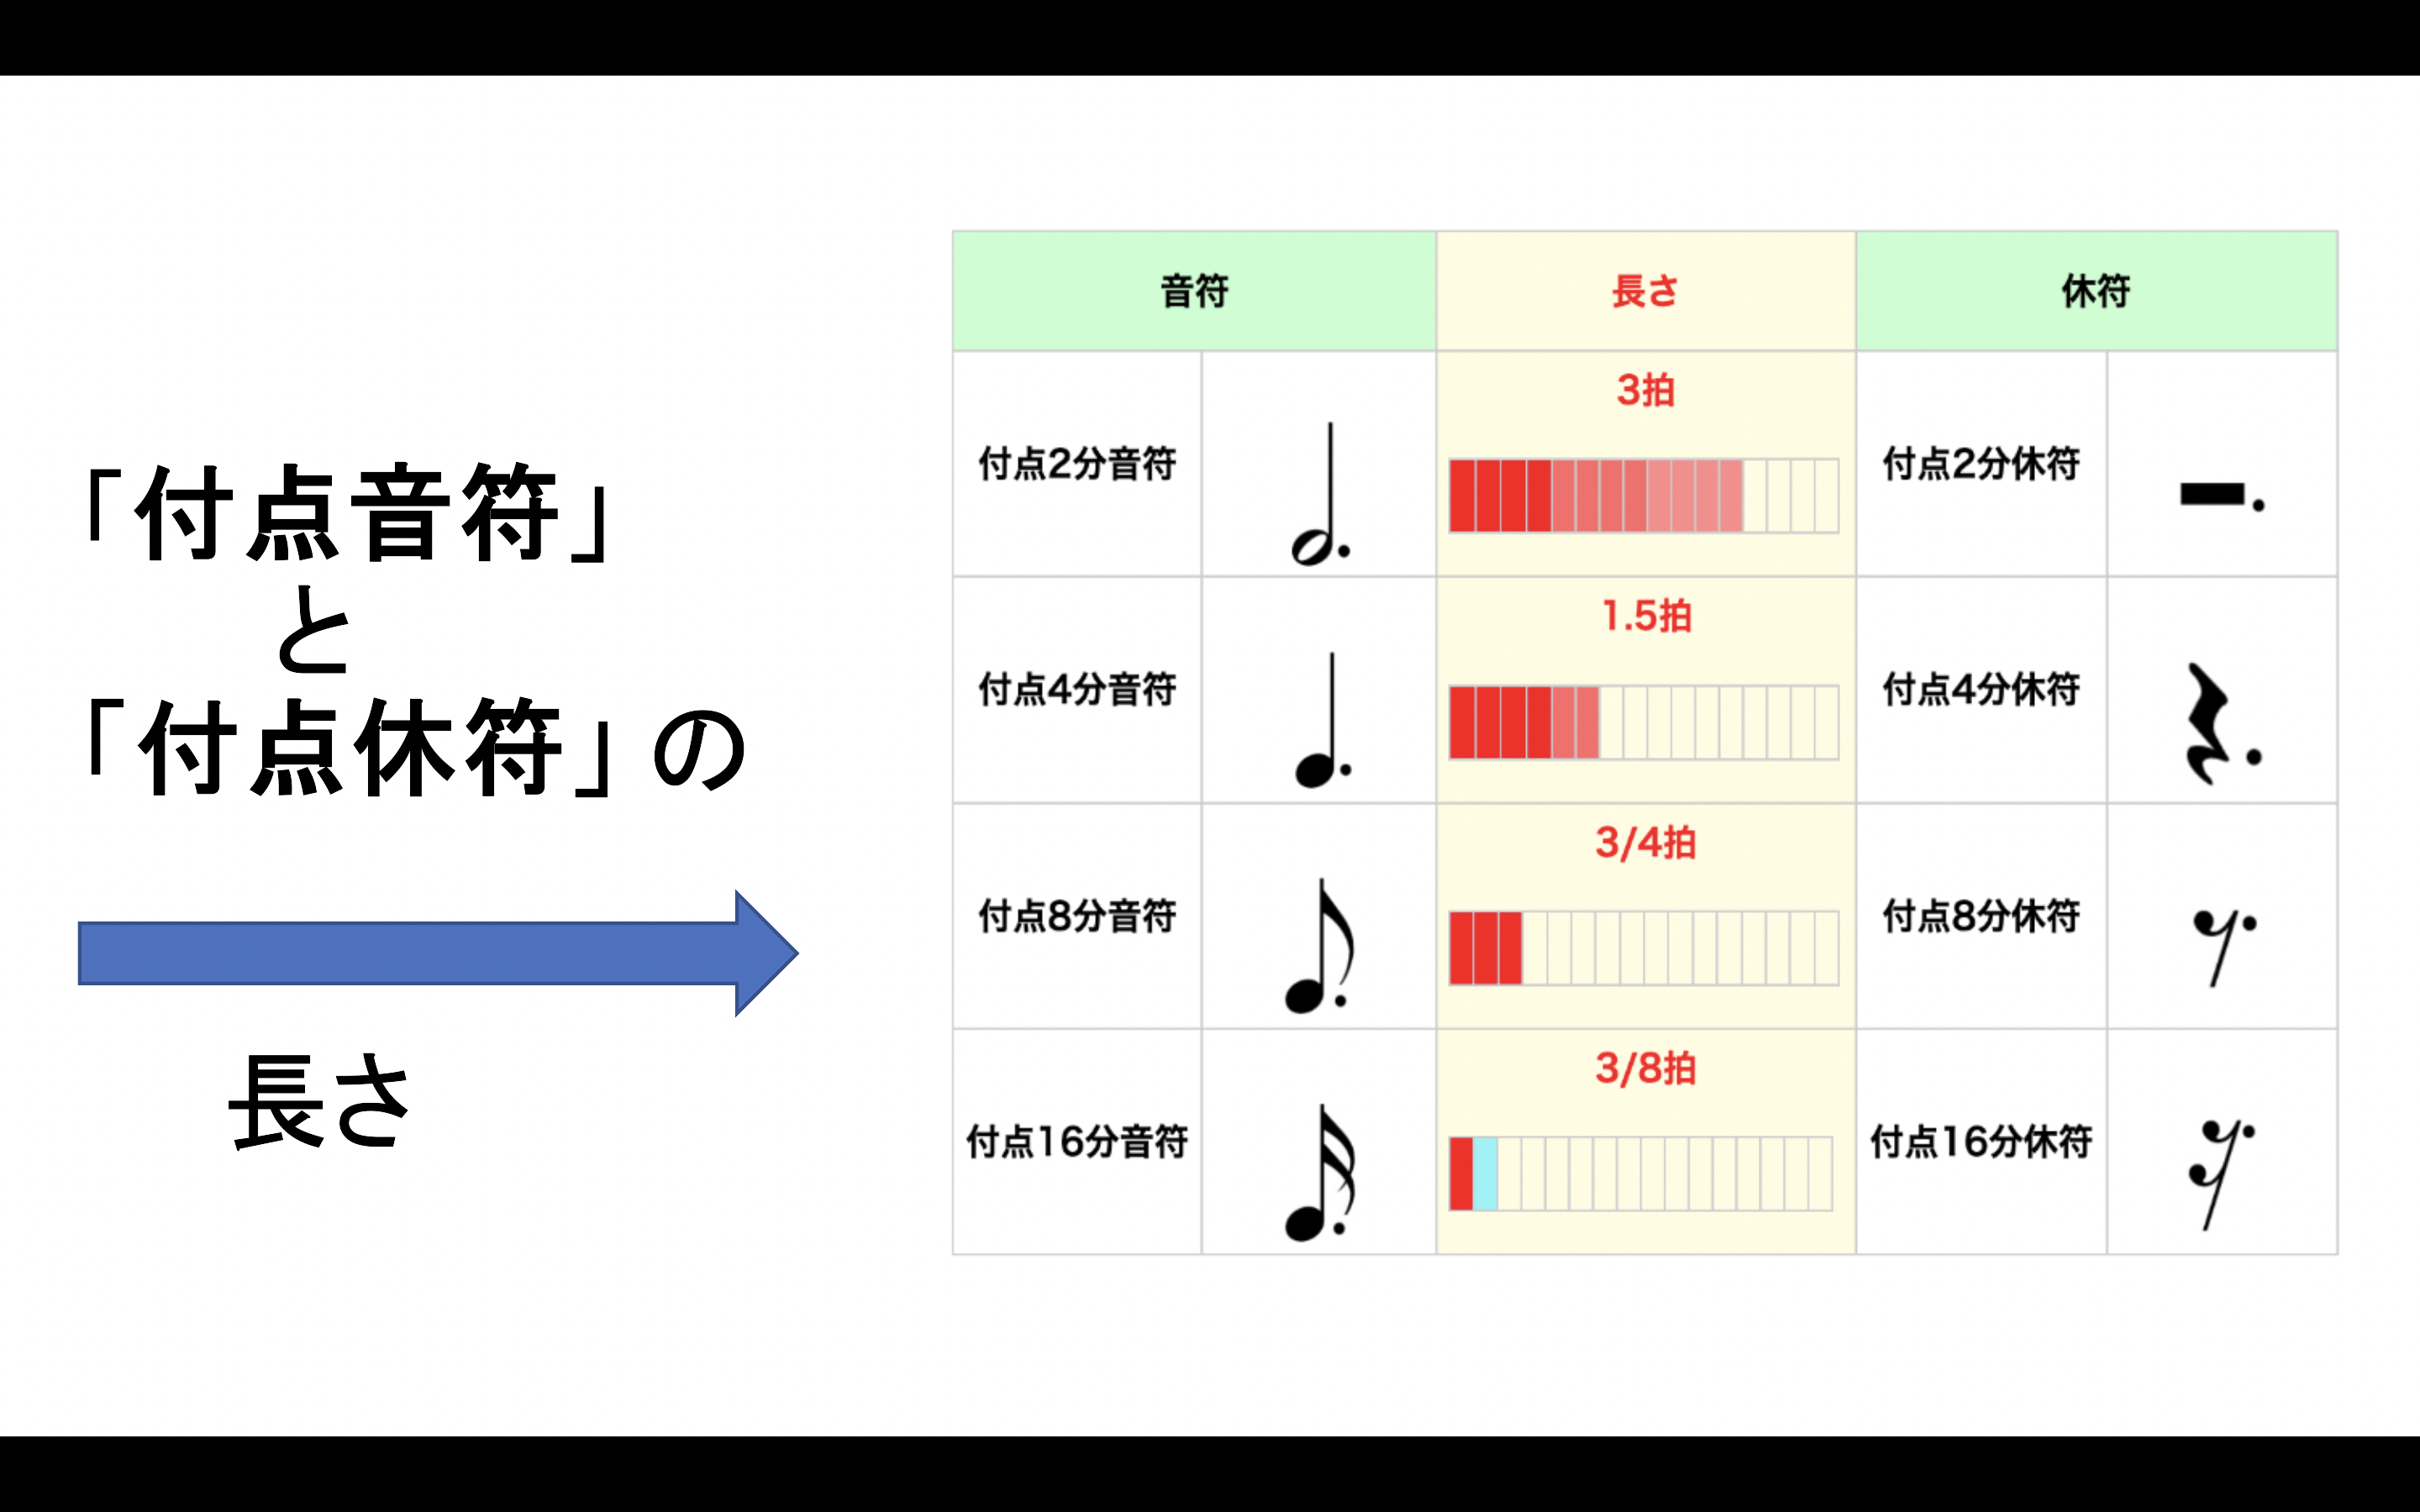 「付点音符」
と
「付点休符」の
長さ
音符 長さ 休符
3拍
付点2分音符 付点2分休符
1.5拍
付点4分音符 付点4分休符
3/4拍
付点8分音符 付点8分休符
3/8拍
付点16分音符 付点16分休符